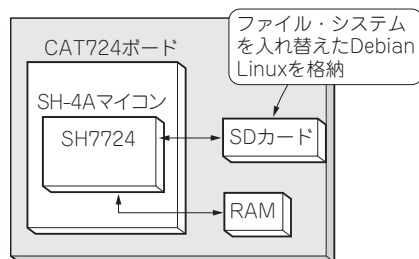 ファイル・システム
を入れ替えたDebian
Linuxを格納
CAT724ボード
SH-4Aマイコン
SH7724
SDカード
RAM